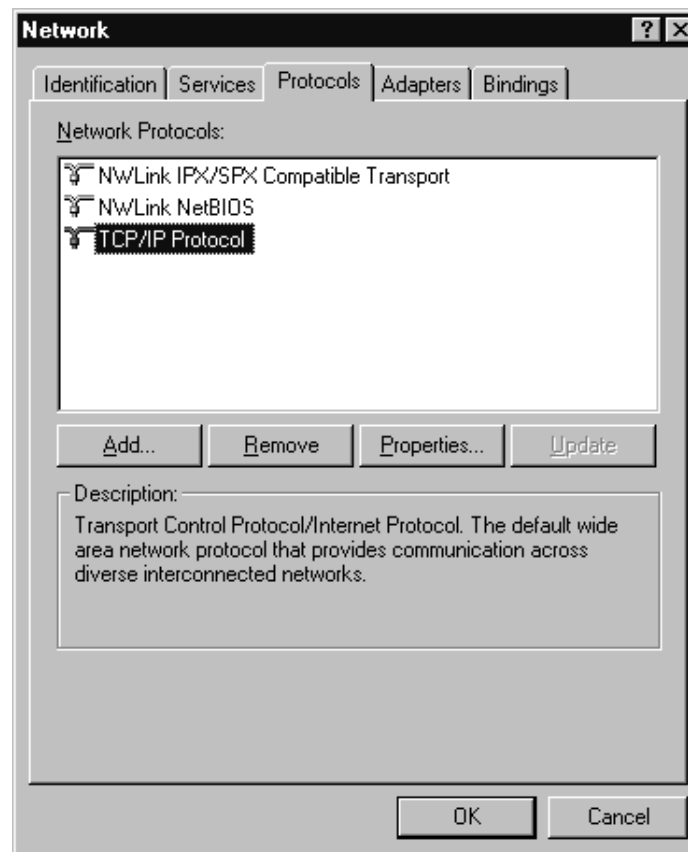 Network
Identification Services Protocols Adapters Bindings
Network Protocols:
NWLink IPX/SPX Compatible Transport
NWLink NetBIOS
TCP/IP Protocol
Add... Remove Properties... Update
Description:
Transport Control Protocol/Internet Protocol. The default wide
area network protocol that provides communication across
diverse interconnected networks.
OK Cancel